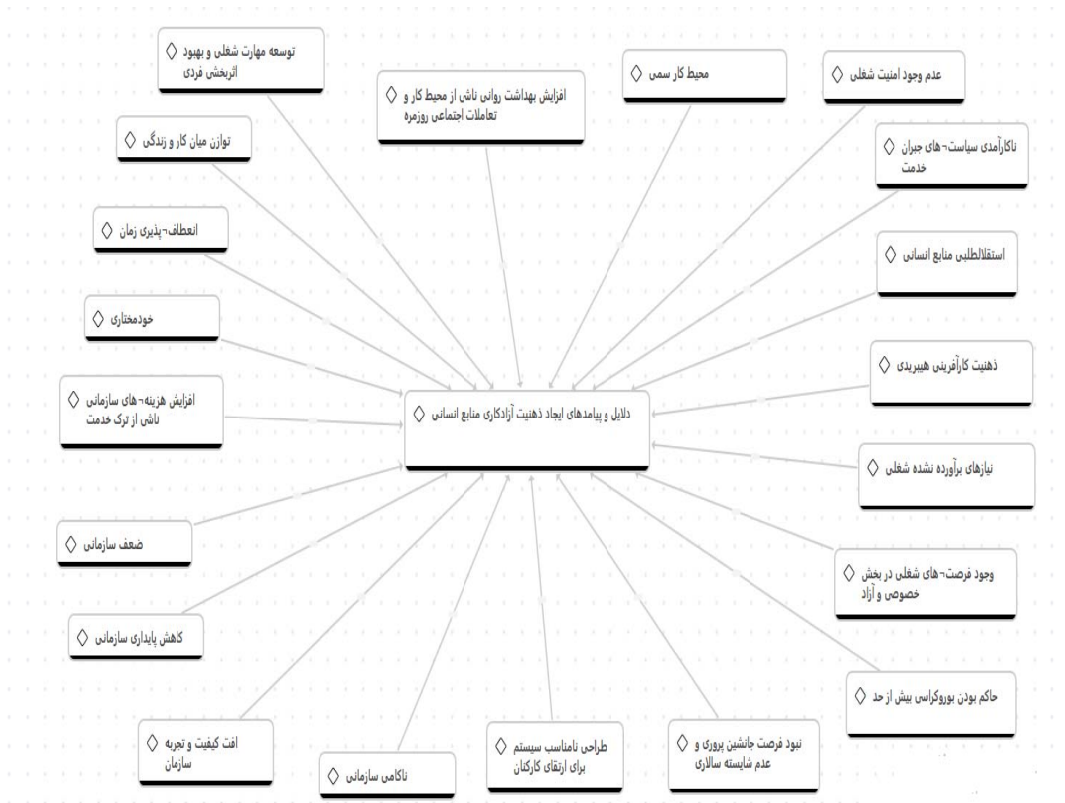 توسعه مهارت شغلی و بهبود
اثربخشی فردی
افزایش بهداشت روانی ناشی از محیط کار و
تعاملات اجتماعی روزمره
محیط کار سمی
عدم وجود امنیت شغلی
توازن میان کار و زندگی
ناکارآمدی سیاست¬های جبران
خدمت
انعطاف¬پذیری زمان
استقلالطلبی منابع انسانی
خودمختاری
ذهنیت کارآفرینی هیبریدی
افزایش هزینه¬های سازمانی
ناشی از ترک خدمت
دلایل و پیامدهای ایجاد ذهنیت آزادکاری منابع انسانی
نیازهای برآورده نشده شغلی
ضعف سازمانی
وجود فرصت¬های شغلی در بخش
خصوصی و آزاد
کاهش پایداری سازمانی
حاکم بودن بوروکراسی بیش از حد
افت کیفیت و تجربه
سازمان
ناکامی سازمانی
طراحی نامناسب سیستم
برای ارتقای کارکنان
نبود فرصت جانشین پروری و
عدم شایسته سالاری